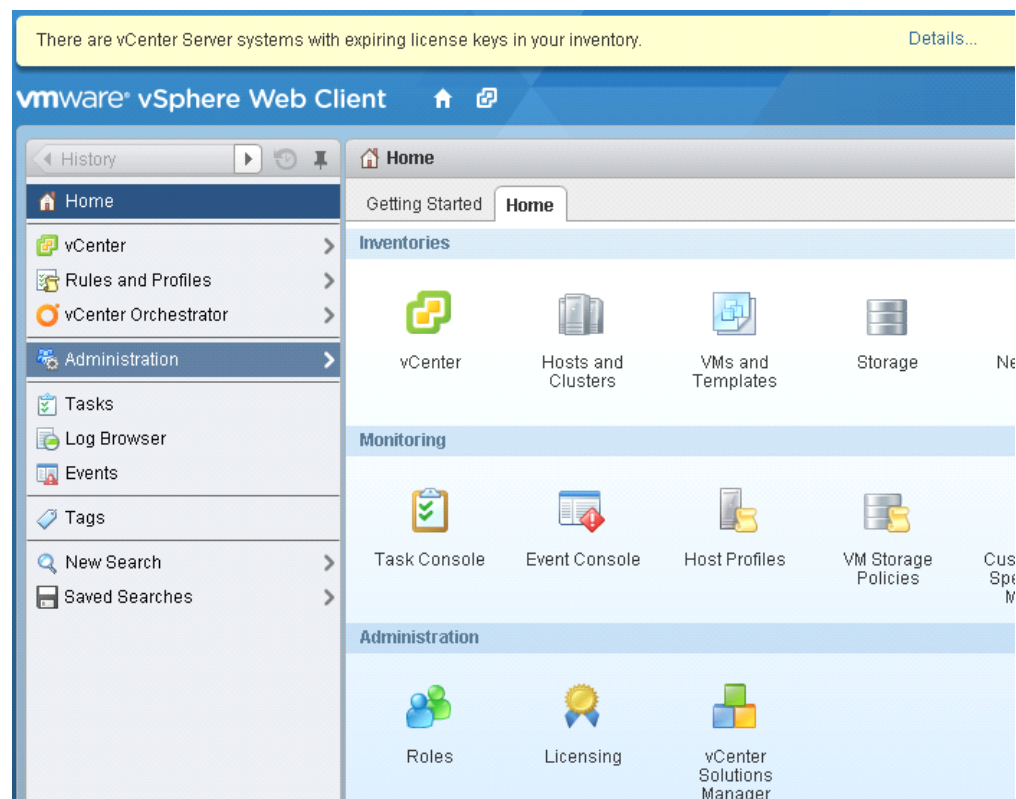 There are vCenter Server systems with expiring license keys in your inventory. Details...
vmware® vSphere Web Client
History
Home
Home
Getting Started Home
Inventories
vCenter
Rules and Profiles
vCenter Orchestrator
Administration
Tasks
Log Browser
Events
Tags
New Search
Saved Searches
vCenter
Hosts and
Clusters
VMs and
Templates
Storage
Monitoring
Task Console
Event Console
Host Profiles
VM Storage
Policies
Administration
Roles
Licensing
vCenter
Solutions
Manager